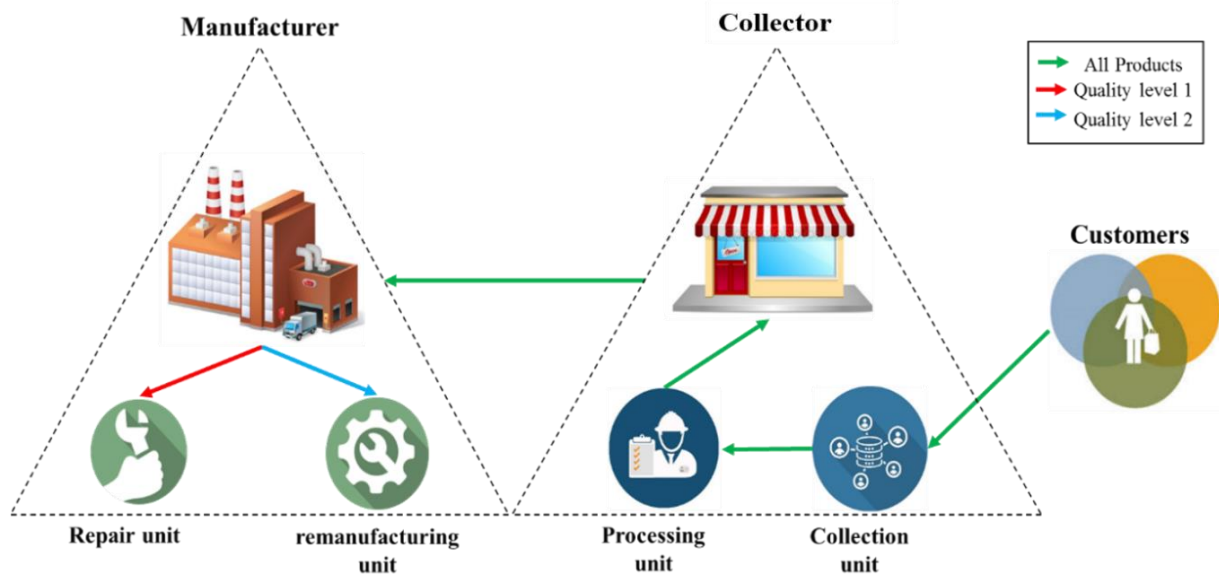 Manufacturer
Collector
All Products
Quality level 1
Quality level 2
Customers
Repair unit
remanufacturing
unit
Processing
unit
Collection
unit